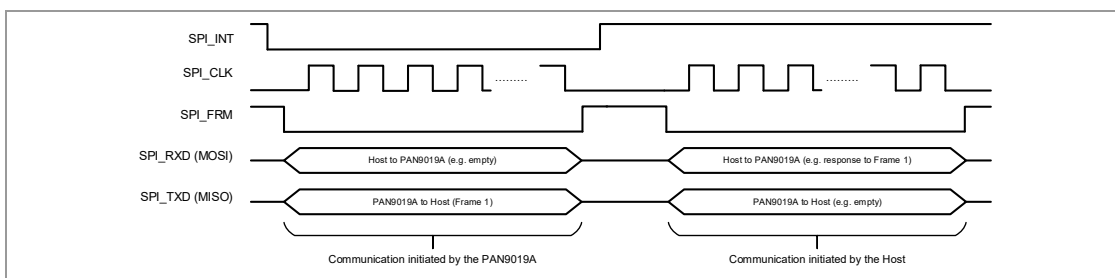 SPI_INT
SPI_CLK
......... .........
SPI_FRM
SPI_RXD (MOSI) Host to PAN9019A (e.g. empty) Host to PAN9019A (e.g. response to Frame 1)
SPI_TXD (MISO) PAN9019A to Host (Frame 1) PAN9019A to Host (e.g. empty)
Communication initiated by the PAN9019A Communication initiated by the Host